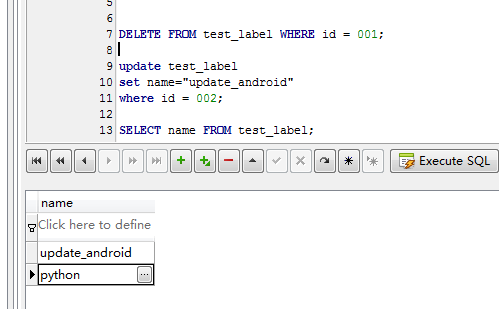 5
6
7 DELETE FROM test_label WHERE id = 001;
8
9 update test_label
10 set name="update_android"
11 where id = 002;
12
13 SELECT name FROM test_label;
Execute SQL
name
Click here to define
update_android
python ...